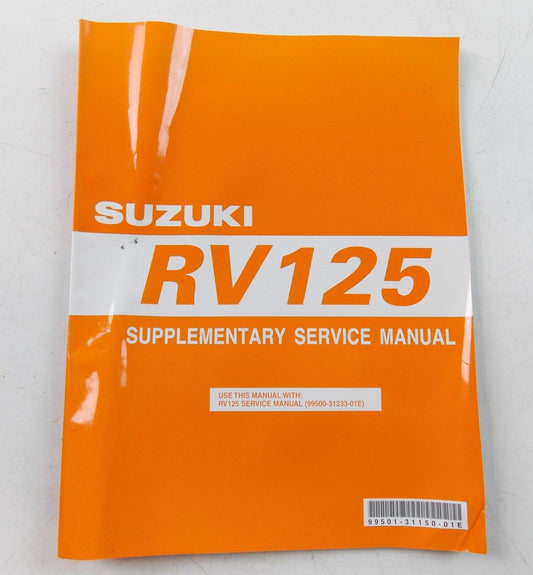 SUZUKI
RV125
SUPPLEMENTARY SERVICE MANUAL
USE THIS MANUAL WITH:
RV125 SERVICE MANUAL (99500-31233-01E)
99501-31150-01E